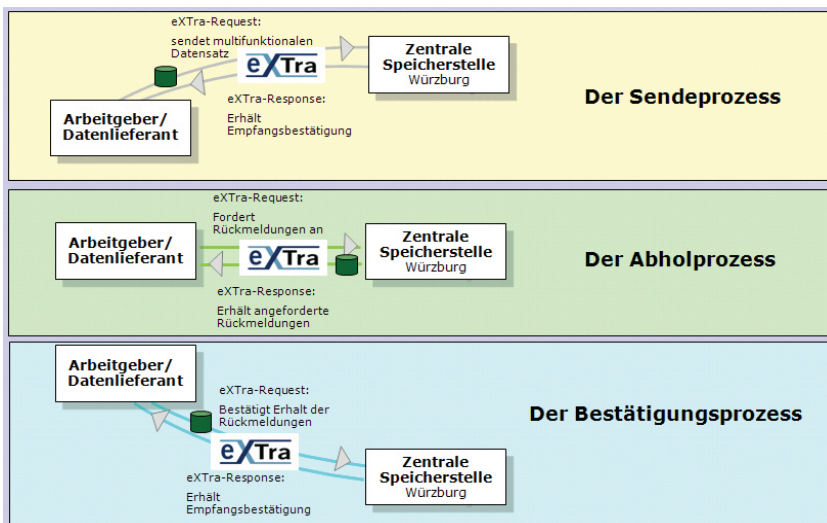 eXTra-Request:
sendet multifunktionalen
Datensatz
eXTra
Zentrale
Speicherstelle
Würzburg
Der Sendeprozess
eXTra-Response:
Erhält
Empfangsbestätigung
Arbeitgeber/
Datenlieferant
eXTra-Request:
Fordert
Rückmeldungen an
Arbeitgeber/
Datenlieferant
eXTra
Zentrale
Speicherstelle
Würzburg
Der Abholprozess
eXTra-Response:
Erhält angeforderte
Rückmeldungen
Arbeitgeber/
Datenlieferant
eXTra-Request:
Bestätigt Erhalt der
Rückmeldungen
Der Bestätigungsprozess
eXTra
Zentrale
Speicherstelle
Würzburg
eXTra-Response:
Erhält
Empfangsbestätigung